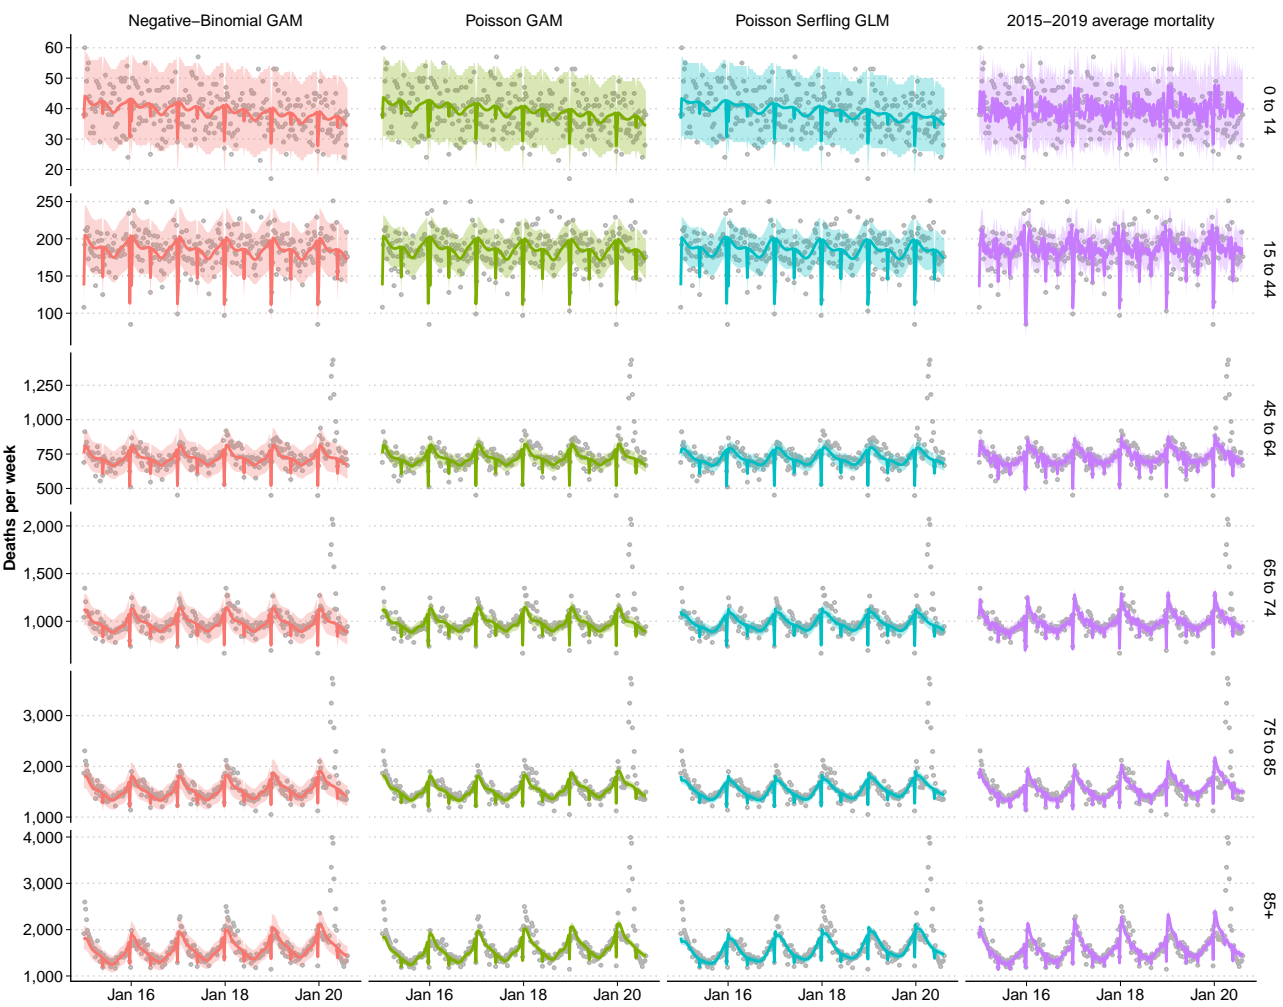 Negative−Binomial GAM
Poisson GAM
Poisson Serfling GLM
2015−2019 average mortality
60
50
40
30
20
0 to 14
250
200
150
100
15 to 44
1,250
1,000
750
500
45 to 64
Deaths per week
2,000
1,500
1,000
65 to 74
3,000
2,000
1,000
75 to 85
4,000
3,000
2,000
1,000
85+
Jan 16 Jan 18 Jan 20
Jan 16 Jan 18 Jan 20
Jan 16 Jan 18 Jan 20
Jan 16 Jan 18 Jan 20